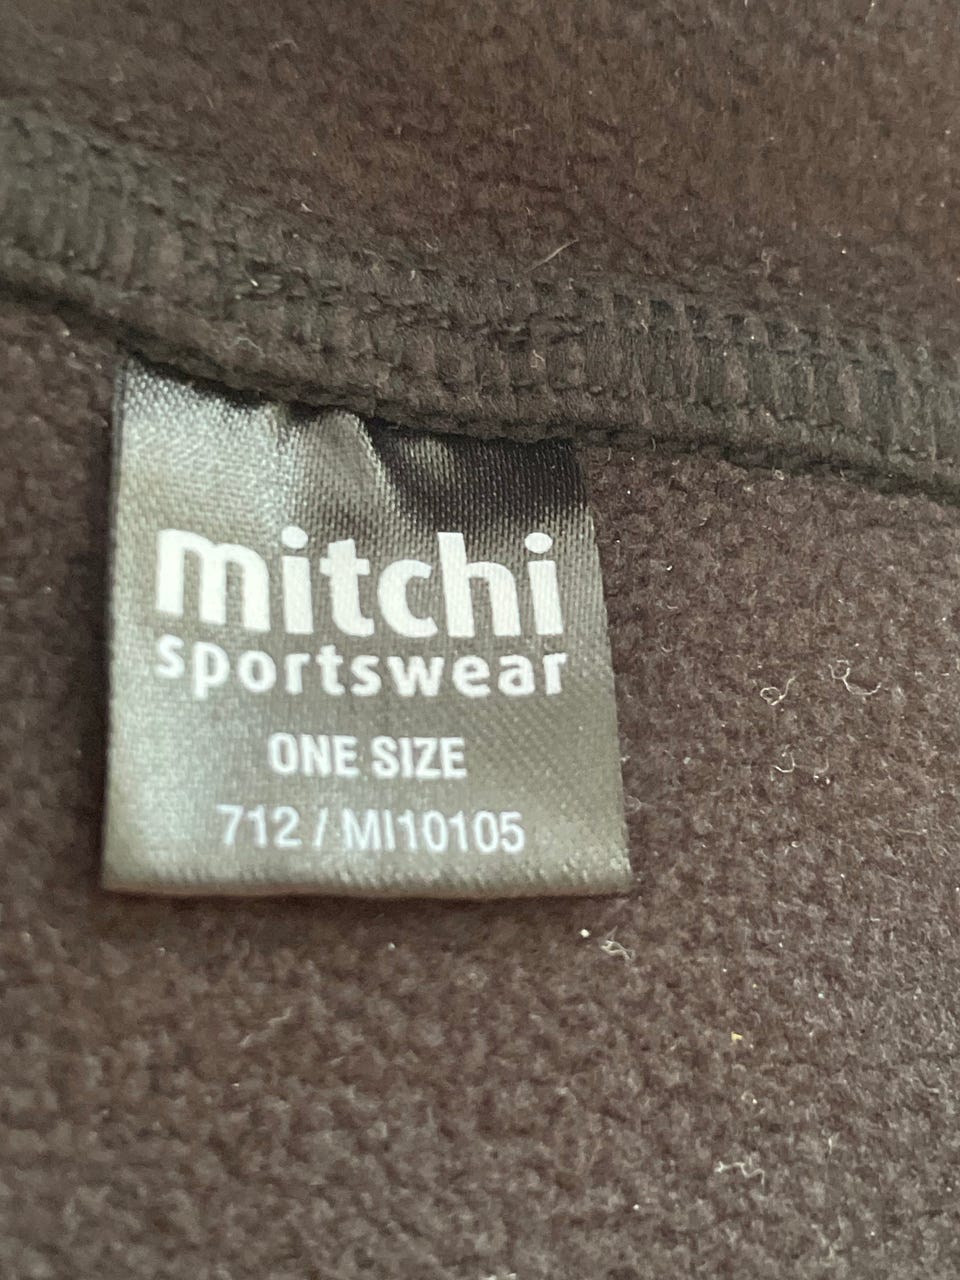 mitchi
sportswear
ONE SIZE
712 / MI10105